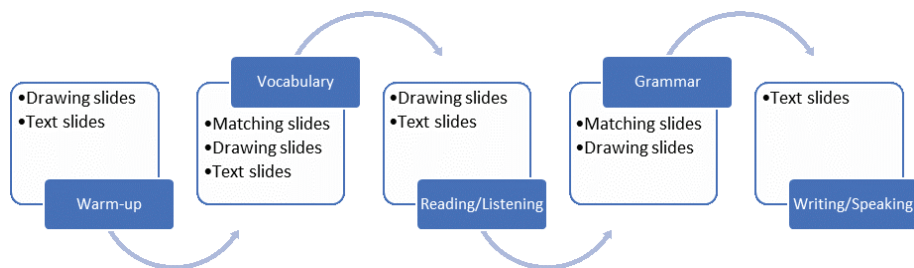 •Drawing slides
•Text slides
Warm-up
Vocabulary
•Matching slides
•Drawing slides
•Text slides
•Drawing slides
•Text slides
Reading/Listening
Grammar
•Matching slides
•Drawing slides
•Text slides
Writing/Speaking